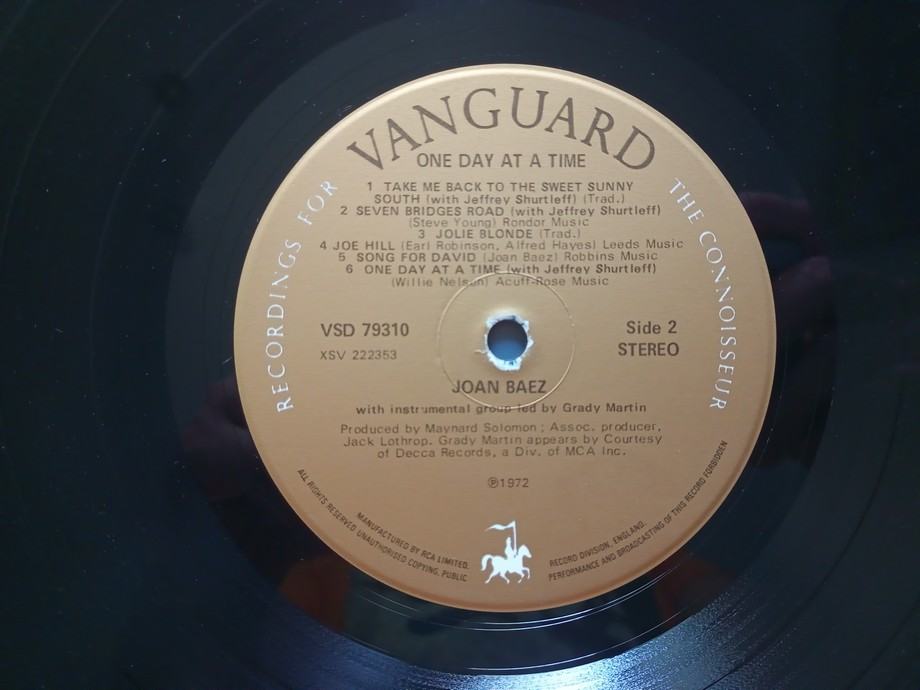 VANGUARD
RECORDINGS FOR
THE CONNOISSEUR
ONE DAY AT A TIME
1 TAKE ME BACK TO THE SWEET SUNNY
SOUTH (with Jeffrey Shurtleff) (Trad.)
2 SEVEN BRIDGES ROAD (with Jeffrey Shurtleff)
(Steve Young) Rondor Music
3 JOLIE BLONDE (Trad.)
4 JOE HILL (Earl Robinson, Alfred Hayes) Leeds Music
5 SONG FOR DAVID (Joan Baez) Robbins Music
6 ONE DAY AT A TIME (with Jeffrey Shurtleff)
(Willie Nelson) Acuff-Rose Music
VSD 79310
XSV 222353
Side 2
STEREO
JOAN BAEZ
with instrumental group led by Grady Martin
Produced by Maynard Solomon; Assoc. producer,
Jack Lothrop. Grady Martin appears by Courtesy
of Decca Records, a Div. of MCA Inc.
℗1972
MANUFACTURED BY RCA LIMITED. RECORD DIVISION, ENGLAND.
ALL RIGHTS RESERVED UNAUTHORISED COPYING, PUBLIC PERFORMANCE AND BROADCASTING OF THIS RECORD FORBIDDEN